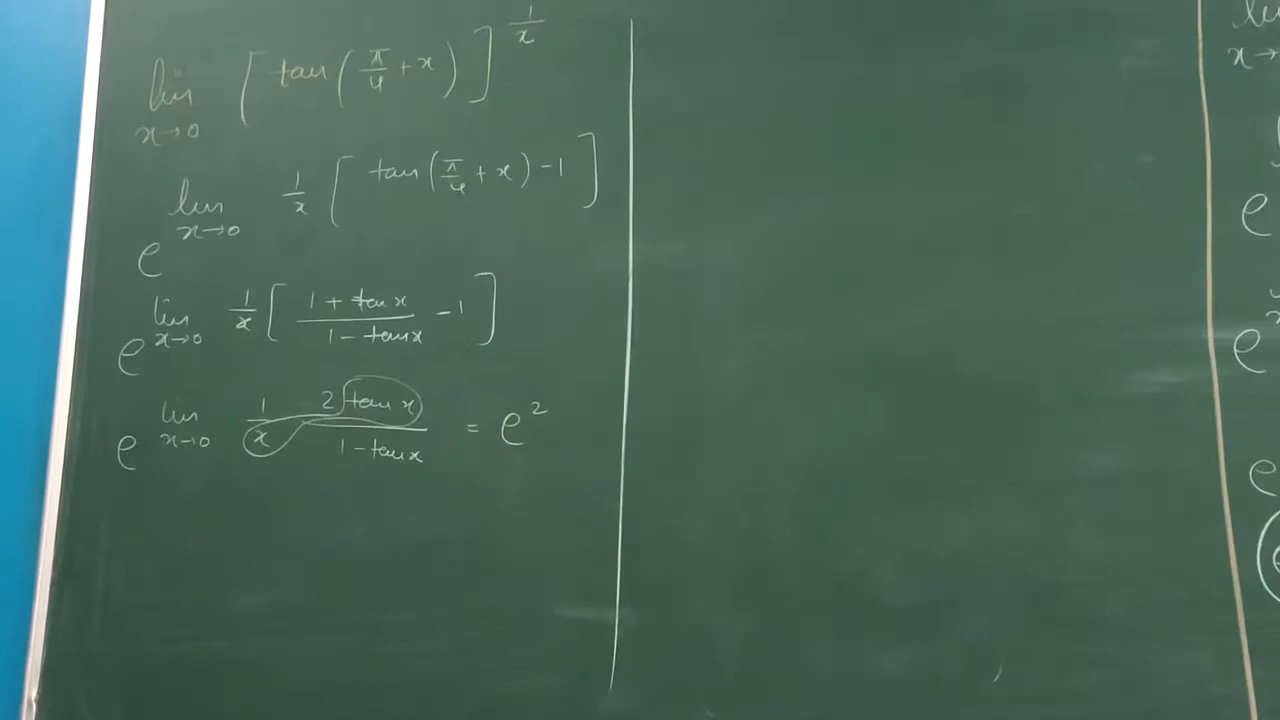 lim x→0 [ tan ( π/4 + x ) ]^(1/x)
e^( lim x→0 1/x [ tan ( π/4 + x ) - 1 ] )
e^( lim x→0 1/x [ (1 + tan x)/(1 - tan x) - 1 ] )
e^( lim x→0 1/x (2 tan x)/(1 - tan x) ) = e^2